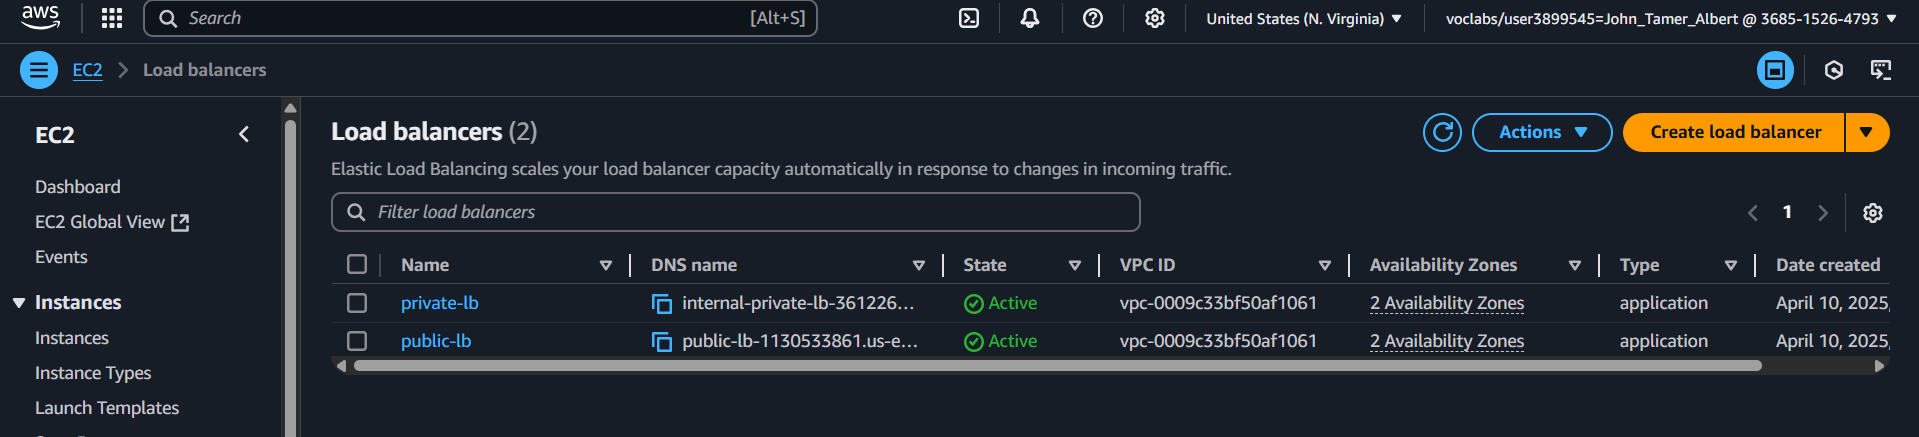 aws Search [Alt+S] United States (N. Virginia) voclabs/user3899545=John_Tamer_Albert @ 3685-1526-4793
EC2 Load balancers
EC2
Dashboard
EC2 Global View
Events
Instances
Instances
Instance Types
Launch Templates
Load balancers (2)
Actions
Create load balancer
Elastic Load Balancing scales your load balancer capacity automatically in response to changes in incoming traffic.
Filter load balancers
1
Name DNS name State VPC ID Availability Zones Type Date created
private-lb internal-private-lb-361226... Active vpc-0009c33bf50af1061 2 Availability Zones application April 10, 2025,
public-lb public-lb-1130533861.us-e... Active vpc-0009c33bf50af1061 2 Availability Zones application April 10, 2025,